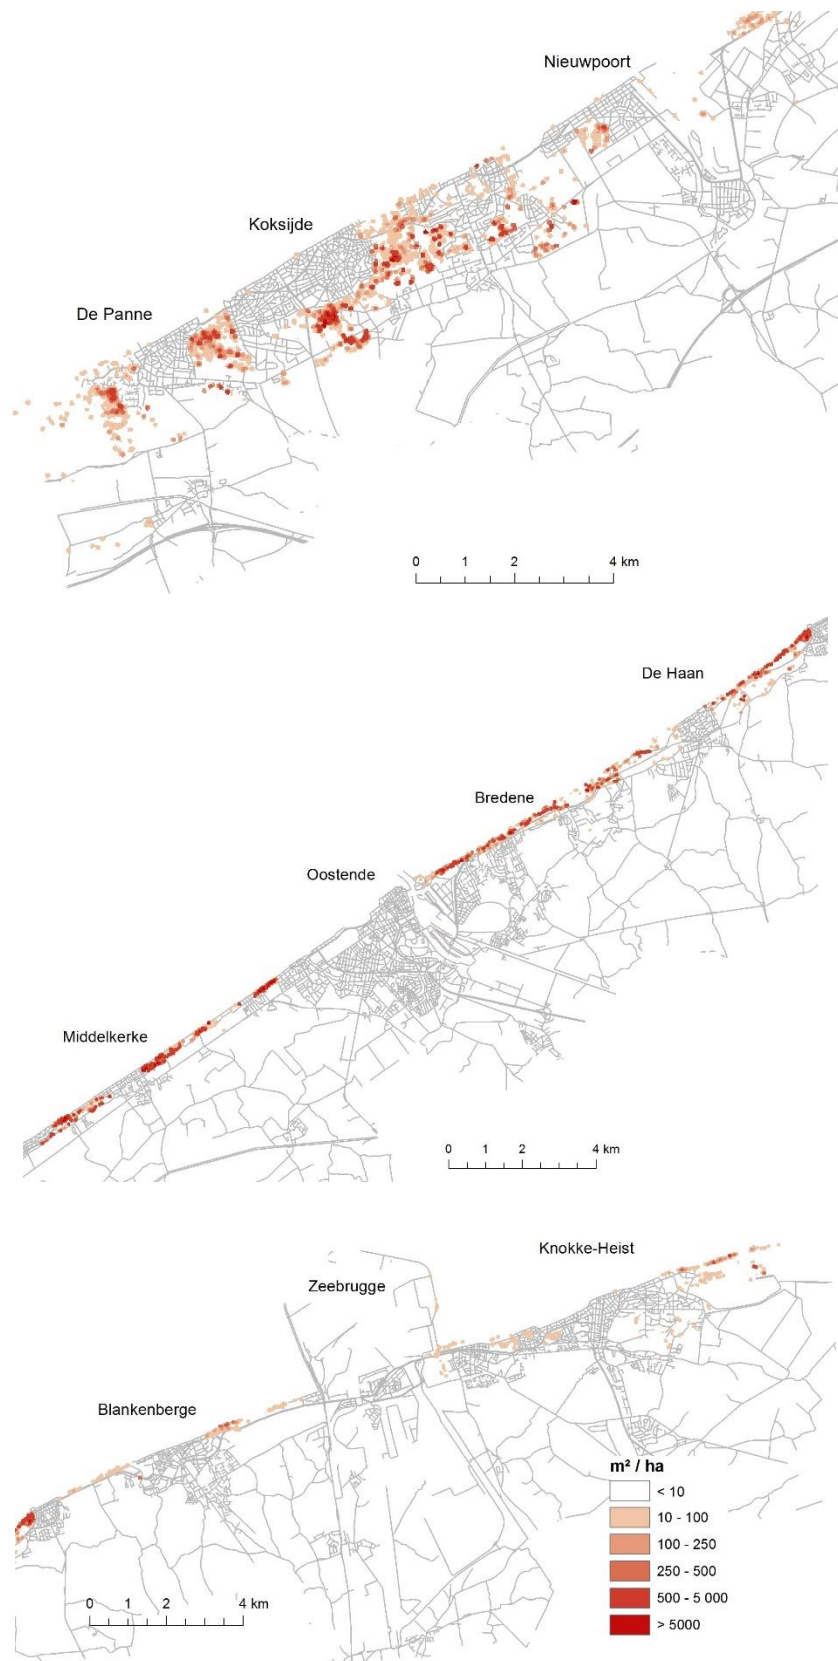 Nieuwpoort
Koksijde
De Panne
0 1 2 4 km
De Haan
Bredene
Oostende
Middelkerke
0 1 2 4 km
Knokke-Heist
Zeebrugge
Blankenberge
m² / ha
< 10
10 - 100
100 - 250
250 - 500
500 - 5 000
> 5000
0 1 2 4 km